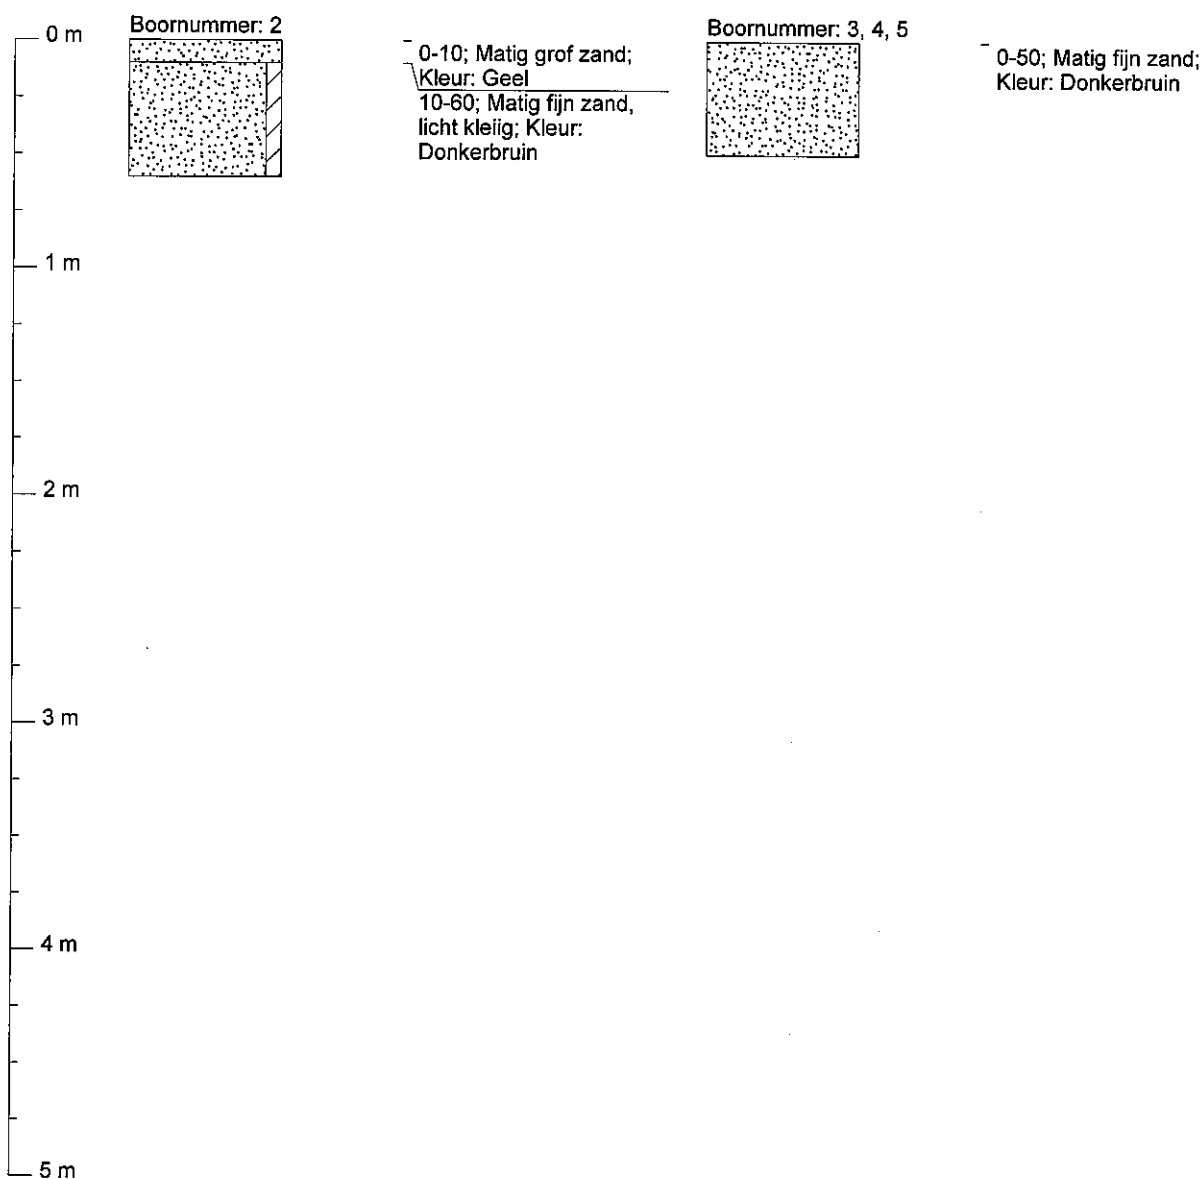 0 m
Boornummer: 2
0-10; Matig grof zand;
Kleur: Geel
10-60; Matig fijn zand,
licht kleiig; Kleur:
Donkerbruin
Boornummer: 3, 4, 5
0-50; Matig fijn zand;
Kleur: Donkerbruin
1 m
2 m
3 m
4 m
5 m